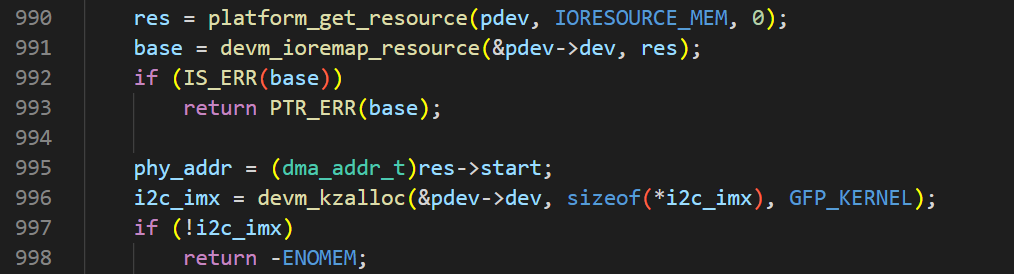 990 res = platform_get_resource(pdev, IORESOURCE_MEM, 0);
991 base = devm_ioremap_resource(&pdev->dev, res);
992 if (IS_ERR(base))
993 return PTR_ERR(base);
994
995 phy_addr = (dma_addr_t)res->start;
996 i2c_imx = devm_kzalloc(&pdev->dev, sizeof(*i2c_imx), GFP_KERNEL);
997 if (!i2c_imx)
998 return -ENOMEM;